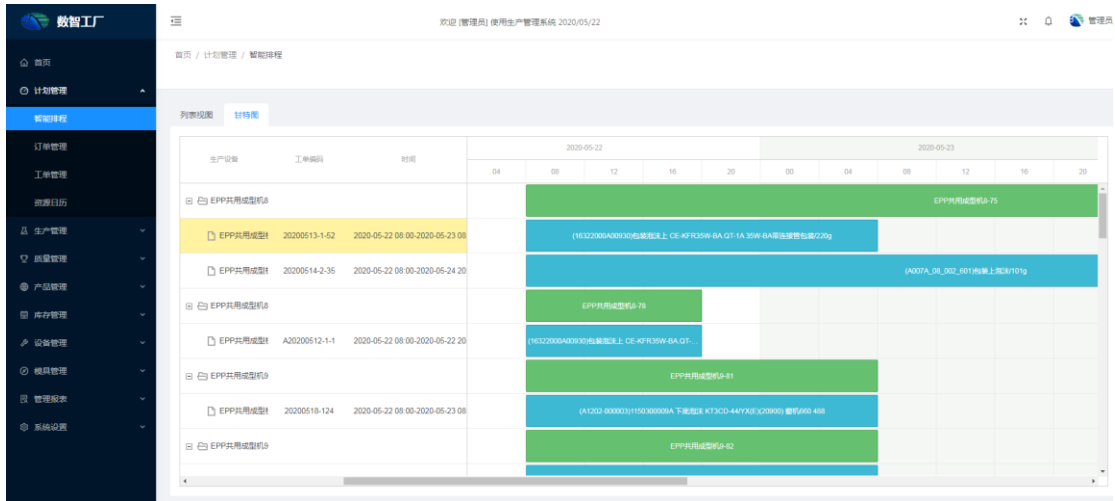 数智工厂
欢迎 [管理员] 使用生产管理系统 2020/05/22
管理员
首页 / 计划管理 / 智能排程
首页
计划管理
智能排程
订单管理
工单管理
资源日历
生产管理
质量管理
产品管理
库存管理
设备管理
模具管理
管理报表
系统设置
列表视图 甘特图
生产设备 工单编码 时间
2020-05-22 2020-05-23
04 08 12 16 20 00 04 08 12 16 20
EPP共用成型机8 EPP共用成型机8-75
EPP共用成型 20200513-1-52 2020-05-22 08:00-2020-05-23 08 (16322000A00930)包装泡沫上 CE-KFR35W-BA.QT-1A 35W-BA带连接管包装/220g
EPP共用成型 20200514-2-35 2020-05-22 08:00-2020-05-24 20 (A007A_08_002_601)包装上泡沫/101g
EPP共用成型机8 EPP共用成型机8-78
EPP共用成型 A20200512-1-1 2020-05-22 08:00-2020-05-22 20 (16322000A00930)包装泡沫上 CE-KFR35W-BA.QT-...
EPP共用成型机9 EPP共用成型机9-81
EPP共用成型 20200518-124 2020-05-22 08:00-2020-05-23 08 (A1202-000003)1150300009A 下底泡沫 KT3CD-44/YX(E)(20900)
EPP共用成型机9 EPP共用成型机9-82